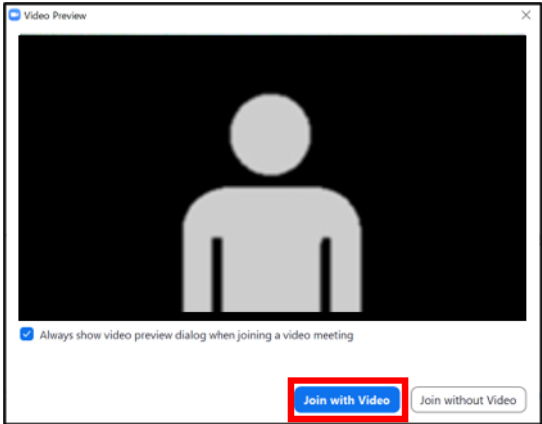 Video Preview
Always show video preview dialog when joining a video meeting
Join with Video
Join without Video